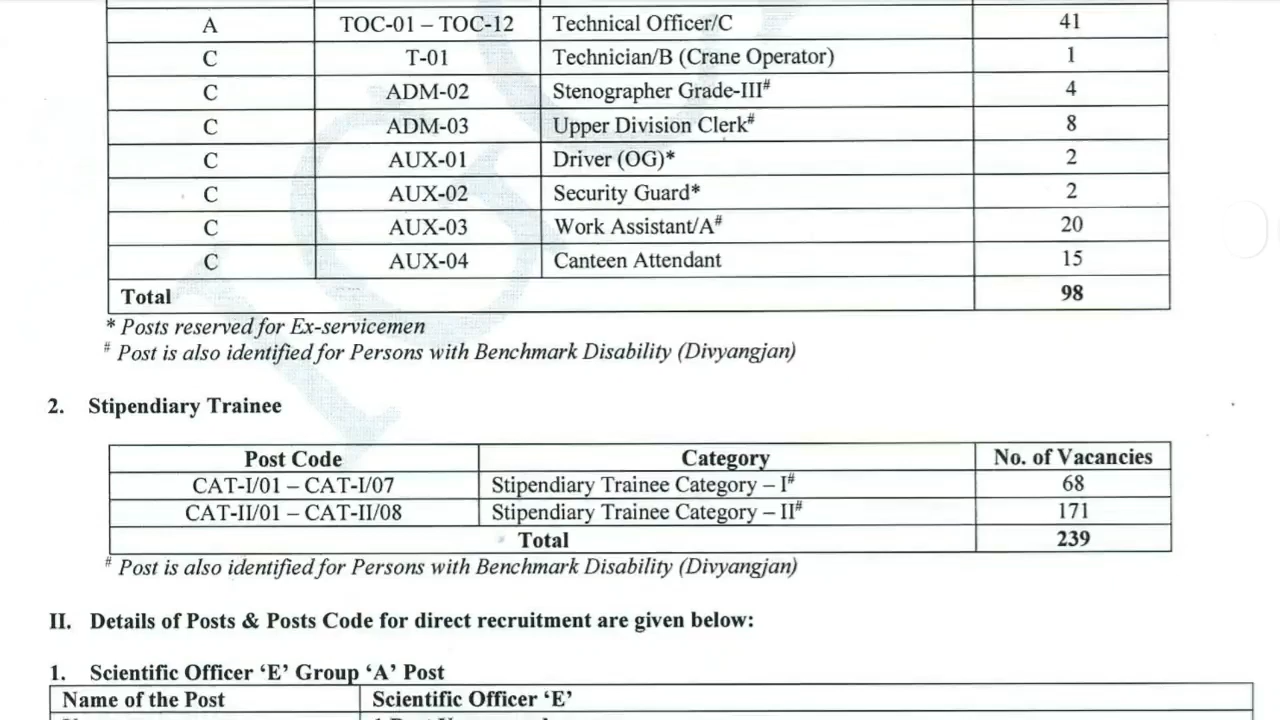 A TOC-01 – TOC-12 Technical Officer/C 41
C T-01 Technician/B (Crane Operator) 1
C ADM-02 Stenographer Grade-III# 4
C ADM-03 Upper Division Clerk# 8
C AUX-01 Driver (OG)* 2
C AUX-02 Security Guard* 2
C AUX-03 Work Assistant/A# 20
C AUX-04 Canteen Attendant 15
Total 98
* Posts reserved for Ex-servicemen
# Post is also identified for Persons with Benchmark Disability (Divyangjan)
2. Stipendiary Trainee
Post Code Category No. of Vacancies
CAT-I/01 – CAT-I/07 Stipendiary Trainee Category – I# 68
CAT-II/01 – CAT-II/08 Stipendiary Trainee Category – II# 171
Total 239
# Post is also identified for Persons with Benchmark Disability (Divyangjan)
II. Details of Posts & Posts Code for direct recruitment are given below:
1. Scientific Officer ‘E’ Group ‘A’ Post
Name of the Post Scientific Officer ‘E’